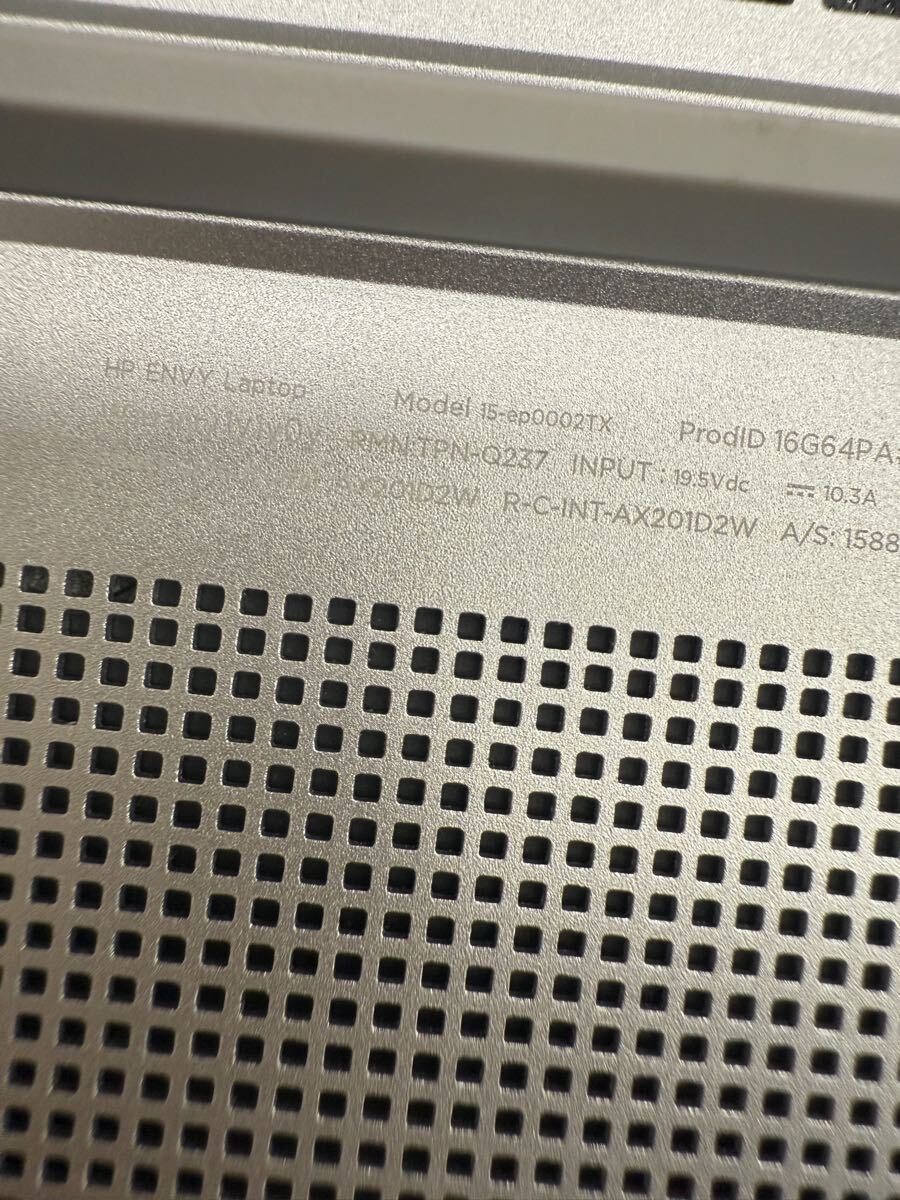 HP ENVY Laptop Model 15-ep0002TX ProdID 16G64PA
RMN:TPN-Q237 INPUT : 19.5Vdc ⎓ 10.3A
R-C-INT-AX201D2W A/S: 1588